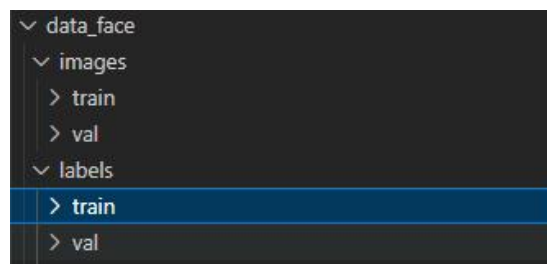 data_face
images
train
val
labels
train
val